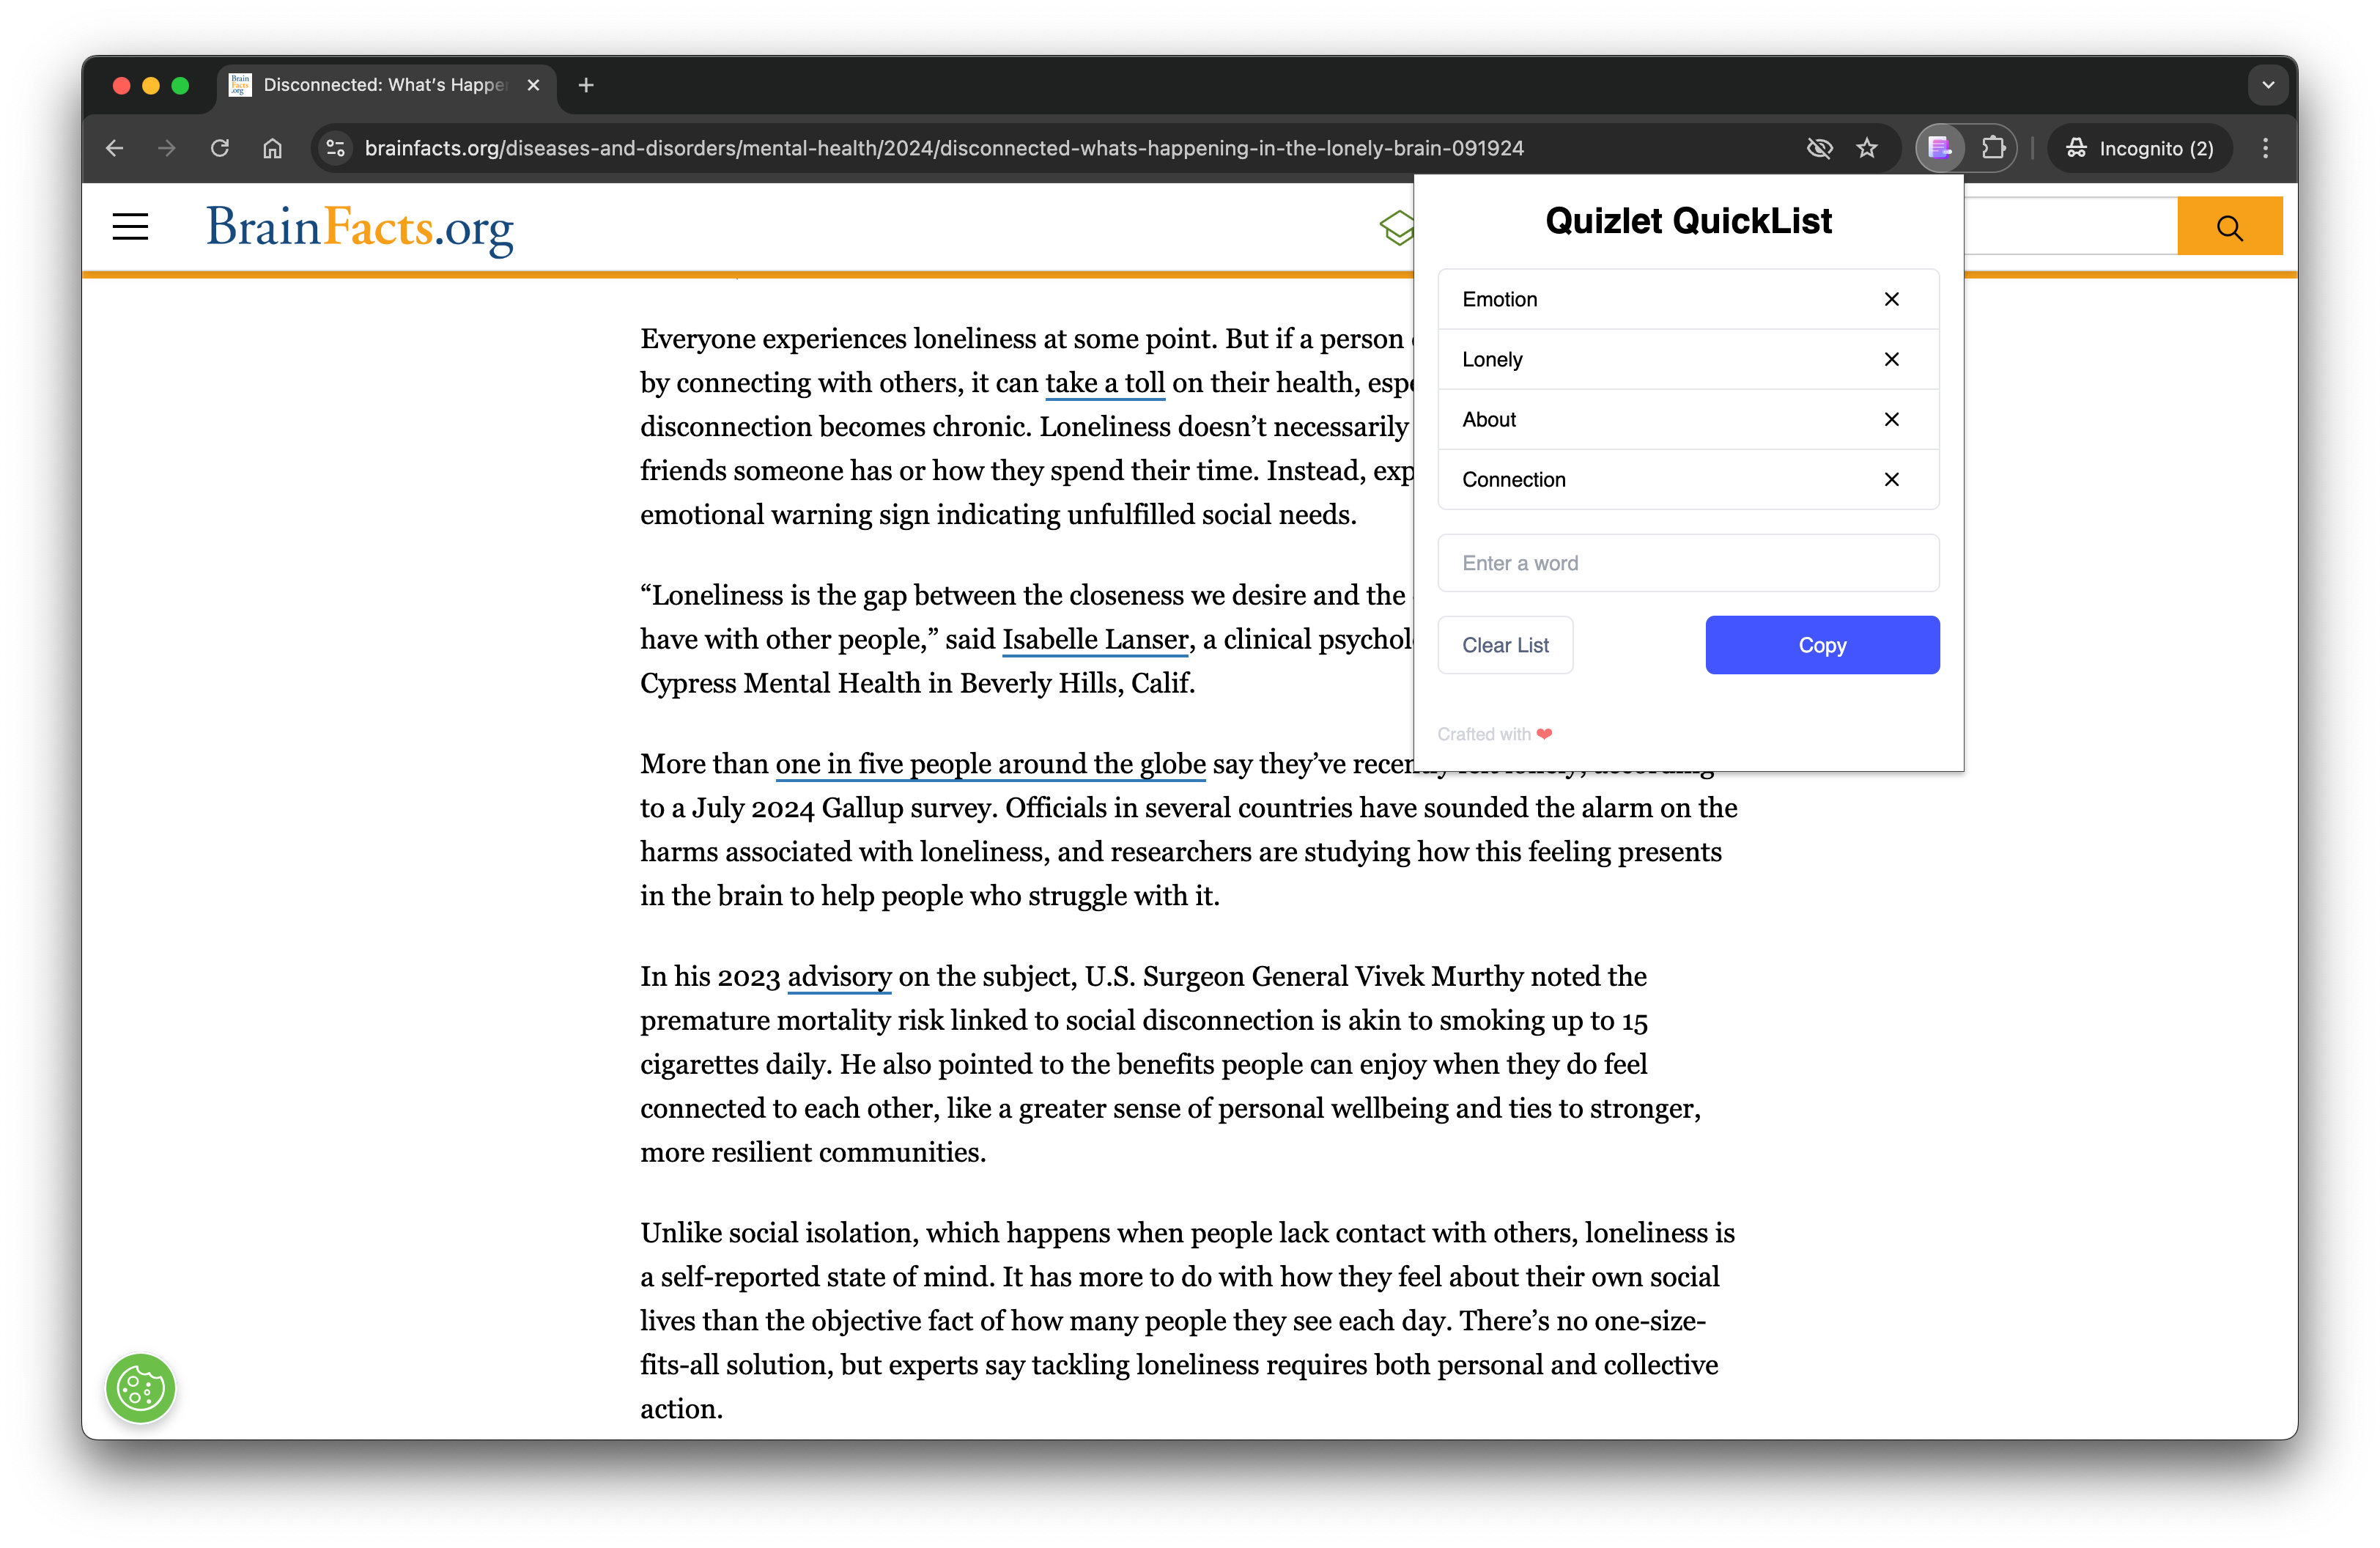 Disconnected: What's Happe
brainfacts.org/diseases-and-disorders/mental-health/2024/disconnected-whats-happening-in-the-lonely-brain-091924
Incognito (2)
BrainFacts.org
Everyone experiences loneliness at some point. But if a person
by connecting with others, it can take a toll on their health, espe
disconnection becomes chronic. Loneliness doesn’t necessarily
friends someone has or how they spend their time. Instead, exp
emotional warning sign indicating unfulfilled social needs.
“Loneliness is the gap between the closeness we desire and the
have with other people,” said Isabelle Lanser, a clinical psychol
Cypress Mental Health in Beverly Hills, Calif.
More than one in five people around the globe say they’ve recently felt lonely, according
to a July 2024 Gallup survey. Officials in several countries have sounded the alarm on the
harms associated with loneliness, and researchers are studying how this feeling presents
in the brain to help people who struggle with it.
In his 2023 advisory on the subject, U.S. Surgeon General Vivek Murthy noted the
premature mortality risk linked to social disconnection is akin to smoking up to 15
cigarettes daily. He also pointed to the benefits people can enjoy when they do feel
connected to each other, like a greater sense of personal wellbeing and ties to stronger,
more resilient communities.
Unlike social isolation, which happens when people lack contact with others, loneliness is
a self-reported state of mind. It has more to do with how they feel about their own social
lives than the objective fact of how many people they see each day. There’s no one-size-
fits-all solution, but experts say tackling loneliness requires both personal and collective
action.
Quizlet QuickList
Emotion
Lonely
About
Connection
Enter a word
Clear List
Copy
Crafted with ❤